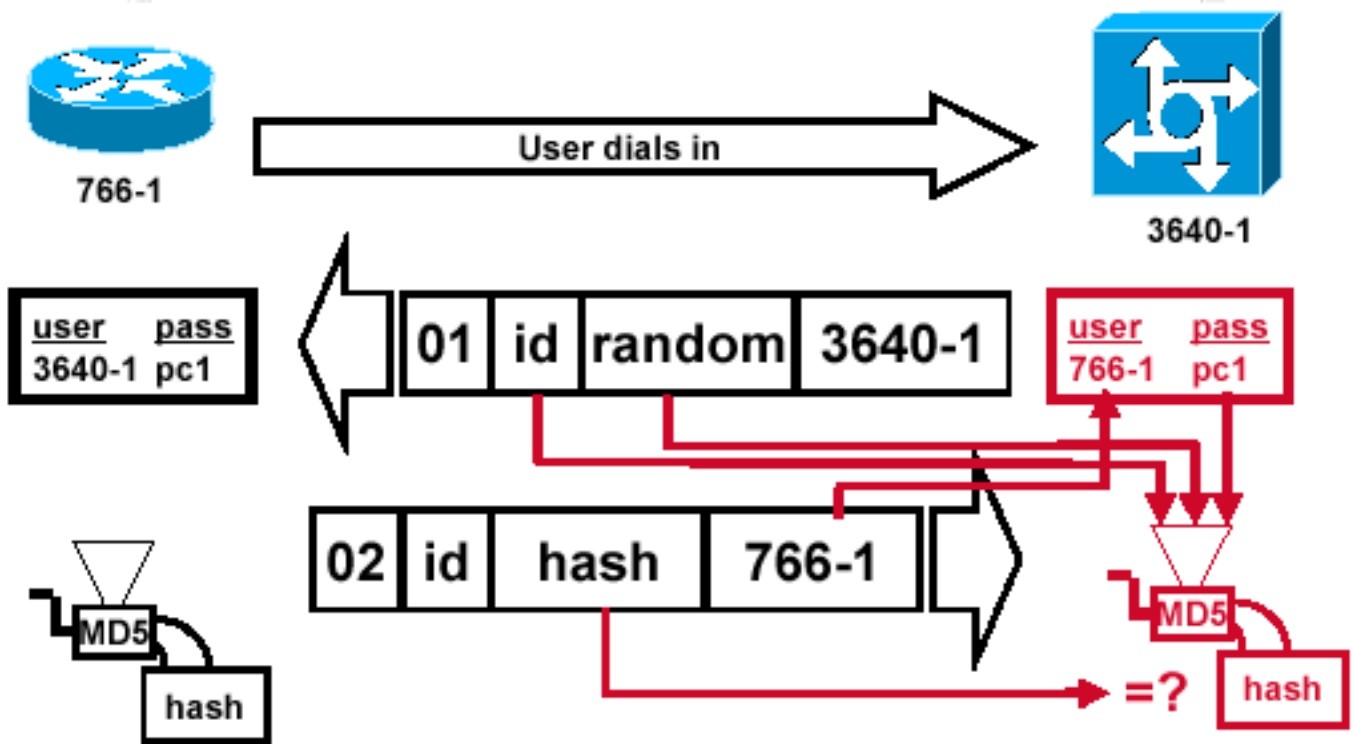 User dials in
766-1
3640-1
user pass
3640-1 pc1
01 id random 3640-1
user pass
766-1 pc1
02 id hash 766-1
MD5
hash
=?
MD5
hash